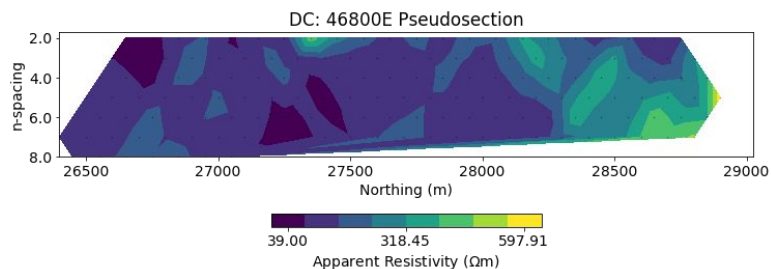 DC: 46800E Pseudosection
n-spacing
2.0
4.0
6.0
8.0
26500 27000 27500 28000 28500 29000
Northing (m)
39.00 318.45 597.91
Apparent Resistivity (Ωm)